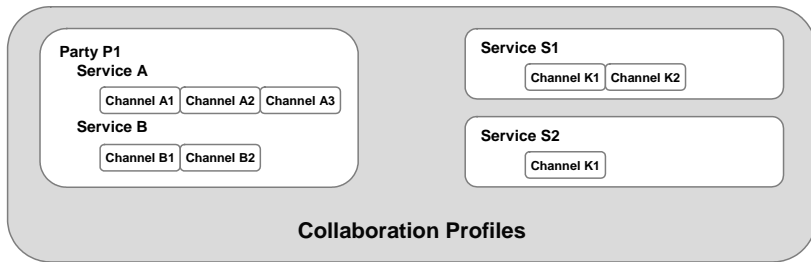 Party P1
Service A
Channel A1 Channel A2 Channel A3
Service B
Channel B1 Channel B2
Service S1
Channel K1 Channel K2
Service S2
Channel K1
Collaboration Profiles